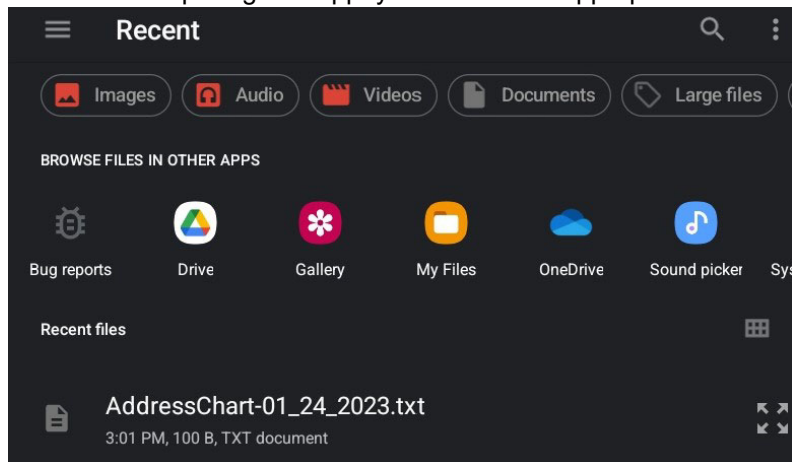 Recent
Images Audio Videos Documents Large files
BROWSE FILES IN OTHER APPS
Bug reports Drive Gallery My Files OneDrive Sound picker Sys
Recent files
AddressChart-01_24_2023.txt
3:01 PM, 100 B, TXT document